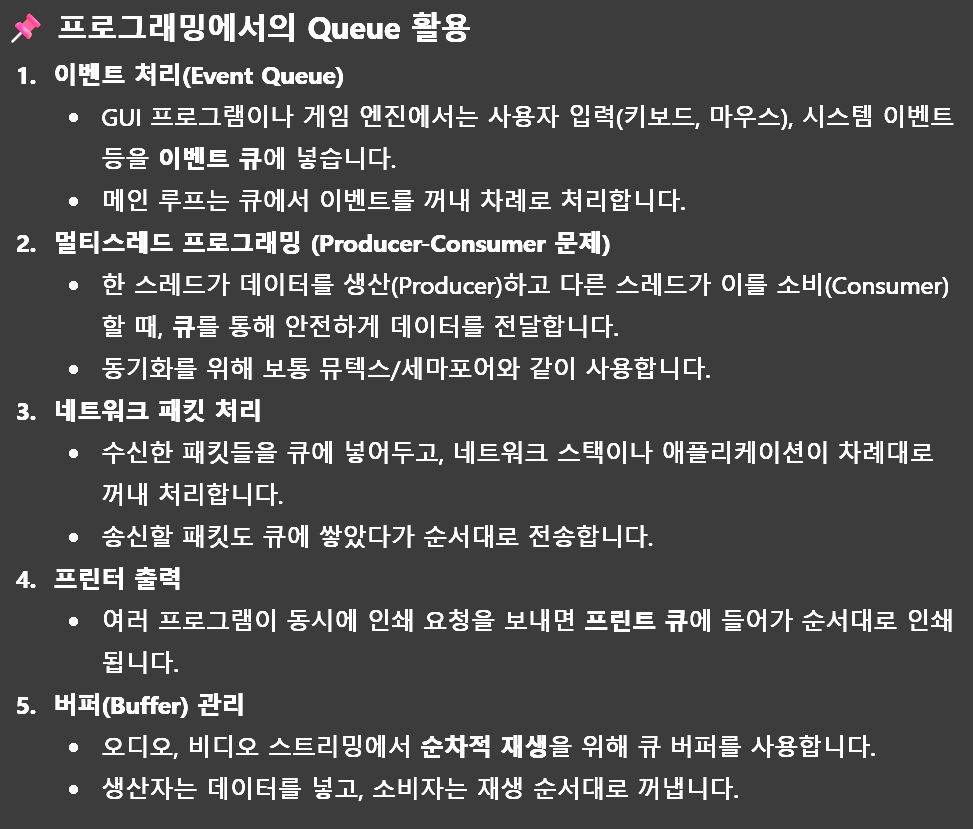 📌 프로그래밍에서의 Queue 활용
1. 이벤트 처리(Event Queue)
• GUI 프로그램이나 게임 엔진에서는 사용자 입력(키보드, 마우스), 시스템 이벤트
등을 이벤트 큐에 넣습니다.
• 메인 루프는 큐에서 이벤트를 꺼내 차례로 처리합니다.
2. 멀티스레드 프로그래밍 (Producer-Consumer 문제)
• 한 스레드가 데이터를 생산(Producer)하고 다른 스레드가 이를 소비(Consumer)
할 때, 큐를 통해 안전하게 데이터를 전달합니다.
• 동기화를 위해 보통 뮤텍스/세마포어와 같이 사용합니다.
3. 네트워크 패킷 처리
• 수신한 패킷들을 큐에 넣어두고, 네트워크 스택이나 애플리케이션이 차례대로
꺼내 처리합니다.
• 송신할 패킷도 큐에 쌓았다가 순서대로 전송합니다.
4. 프린터 출력
• 여러 프로그램이 동시에 인쇄 요청을 보내면 프린트 큐에 들어가 순서대로 인쇄
됩니다.
5. 버퍼(Buffer) 관리
• 오디오, 비디오 스트리밍에서 순차적 재생을 위해 큐 버퍼를 사용합니다.
• 생산자는 데이터를 넣고, 소비자는 재생 순서대로 꺼냅니다.